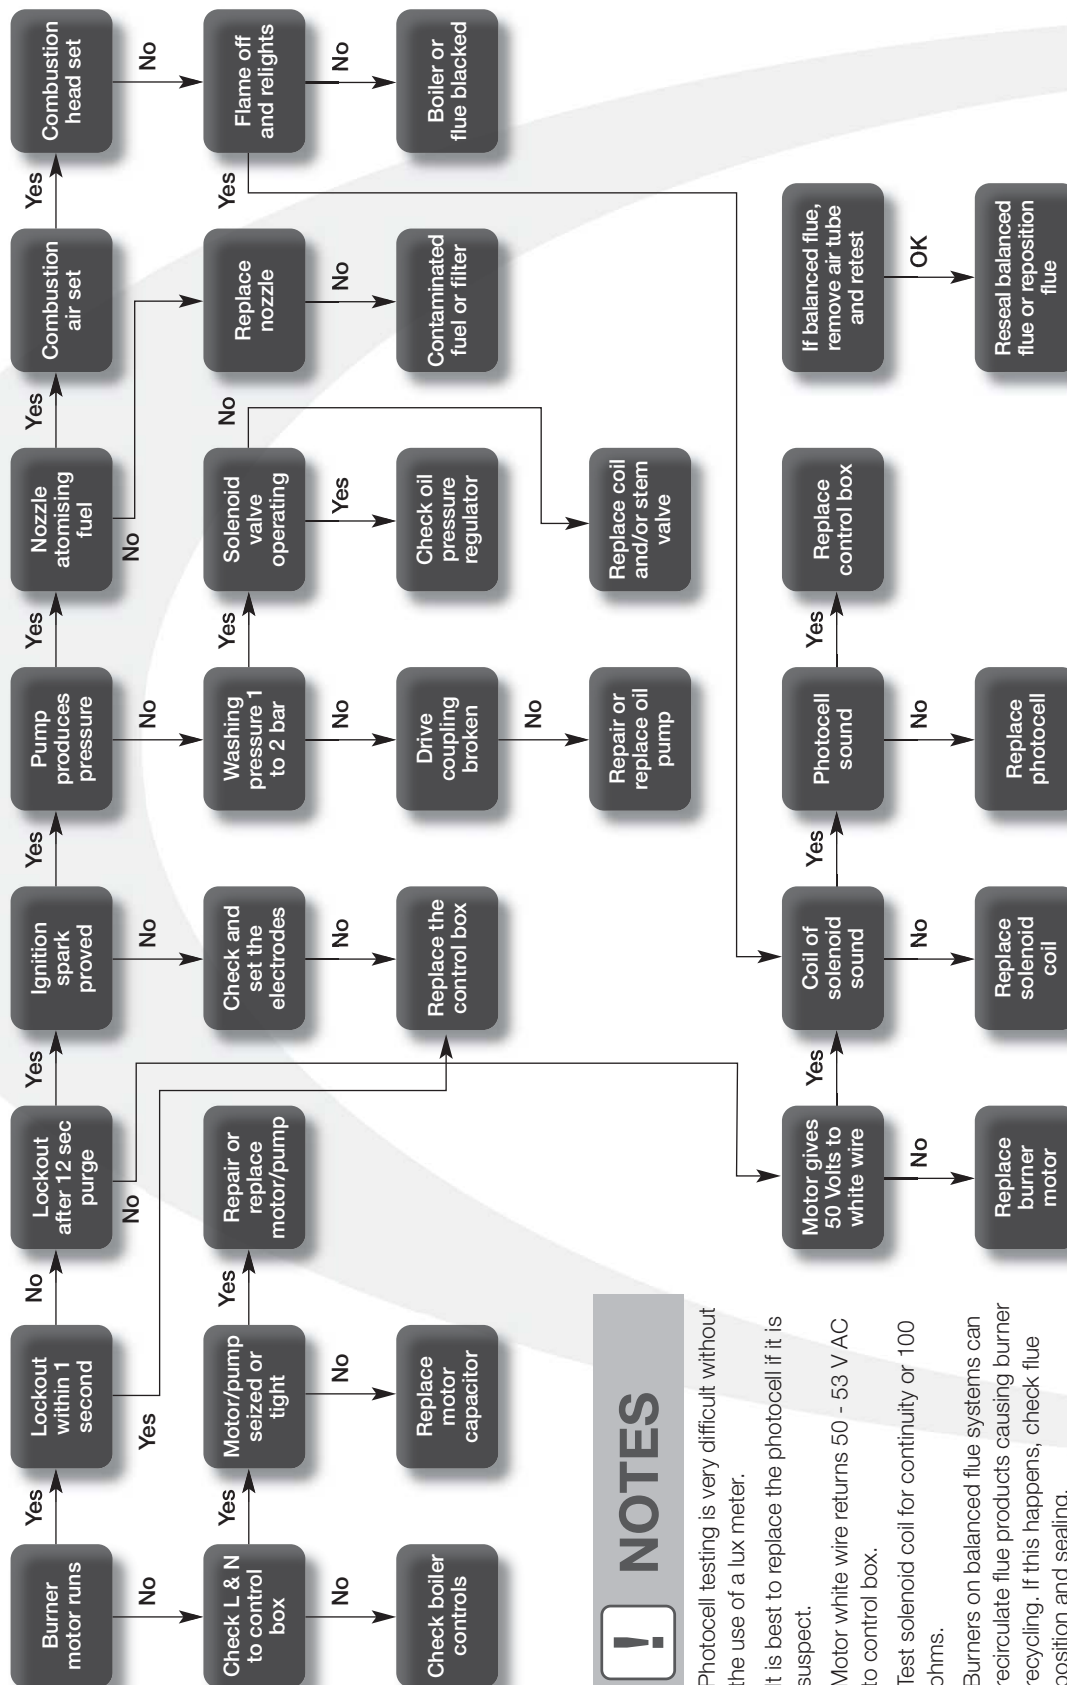 Burner
motor runs
Yes
Lockout
within 1
second
No
Lockout
after 12 sec
purge
Yes
Ignition
spark
proved
Yes
Pump
produces
pressure
Yes
Nozzle
atomising
fuel
Yes
Combustion
air set
Yes
Combustion
head set
No
Yes
No
No
No
No
No
Check L & N
to control
box
Yes
Motor/pump
seized or
tight
Yes
Repair or
replace
motor/pump
Check and
set the
electrodes
Washing
pressure 1
to 2 bar
Yes
Solenoid
valve
operating
No
Replace
nozzle
Yes
Flame off
and relights
No
No
No
No
Yes
No
No
Check boiler
controls
Replace
motor
capacitor
Replace the
control box
Drive
coupling
broken
Check oil
pressure
regulator
Contaminated
fuel or filter
Boiler or
flue blacked
No
Repair or
replace oil
pump
Replace coil
and/or stem
valve
Motor gives
50 Volts to
white wire
Yes
Coil of
solenoid
sound
Yes
Photocell
sound
Yes
Replace
control box
If balanced flue,
remove air tube
and retest
No
No
No
OK
Replace
burner
motor
Replace
solenoid
coil
Replace
photocell
Reseal balanced
flue or reposition
flue
! NOTES
Photocell testing is very difficult without
the use of a lux meter.
It is best to replace the photocell if it is
suspect.
Motor white wire returns 50 - 53 V AC
to control box.
Test solenoid coil for continuity or 100
ohms.
Burners on balanced flue systems can
recirculate flue products causing burner
recycling. If this happens, check flue
position and sealing.